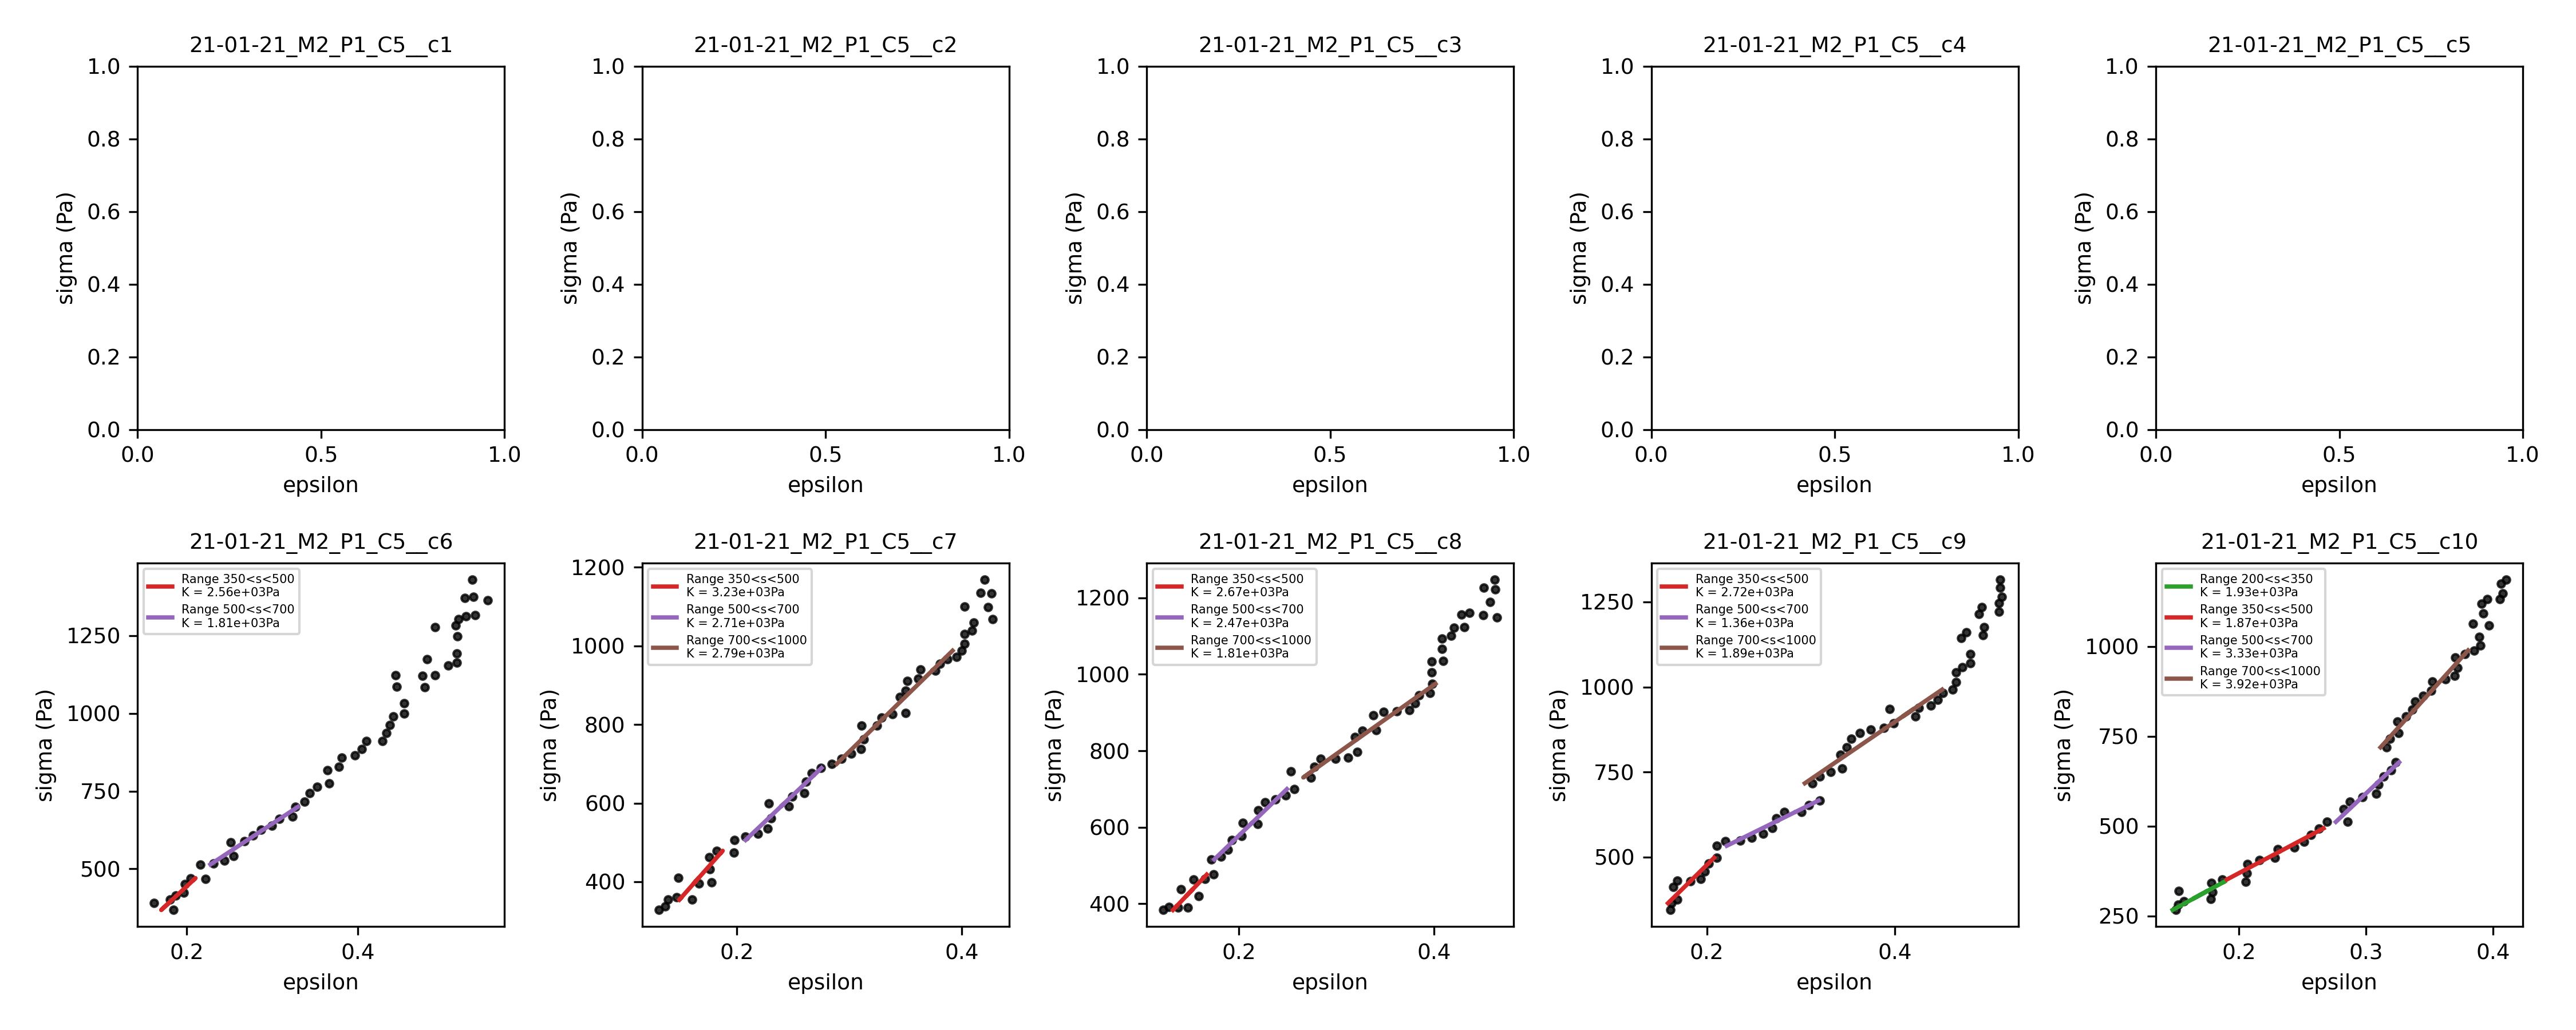 21-01-21_M2_P1_C5__c1
1.0
0.8
0.6
0.4
0.2
0.0
sigma (Pa)
0.0 0.5 1.0
epsilon
21-01-21_M2_P1_C5__c2
1.0
0.8
0.6
0.4
0.2
0.0
sigma (Pa)
0.0 0.5 1.0
epsilon
21-01-21_M2_P1_C5__c3
1.0
0.8
0.6
0.4
0.2
0.0
sigma (Pa)
0.0 0.5 1.0
epsilon
21-01-21_M2_P1_C5__c4
1.0
0.8
0.6
0.4
0.2
0.0
sigma (Pa)
0.0 0.5 1.0
epsilon
21-01-21_M2_P1_C5__c5
1.0
0.8
0.6
0.4
0.2
0.0
sigma (Pa)
0.0 0.5 1.0
epsilon
21-01-21_M2_P1_C5__c6
Range 350<s<500
K = 2.56e+03Pa
Range 500<s<700
K = 1.81e+03Pa
1250
1000
750
500
sigma (Pa)
0.2 0.4
epsilon
21-01-21_M2_P1_C5__c7
Range 350<s<500
K = 3.23e+03Pa
Range 500<s<700
K = 2.71e+03Pa
Range 700<s<1000
K = 2.79e+03Pa
1200
1000
800
600
400
sigma (Pa)
0.2 0.4
epsilon
21-01-21_M2_P1_C5__c8
Range 350<s<500
K = 2.67e+03Pa
Range 500<s<700
K = 2.47e+03Pa
Range 700<s<1000
K = 1.81e+03Pa
1200
1000
800
600
400
sigma (Pa)
0.2 0.4
epsilon
21-01-21_M2_P1_C5__c9
Range 350<s<500
K = 2.72e+03Pa
Range 500<s<700
K = 1.36e+03Pa
Range 700<s<1000
K = 1.89e+03Pa
1250
1000
750
500
sigma (Pa)
0.2 0.4
epsilon
21-01-21_M2_P1_C5__c10
Range 200<s<350
K = 1.93e+03Pa
Range 350<s<500
K = 1.87e+03Pa
Range 500<s<700
K = 3.33e+03Pa
Range 700<s<1000
K = 3.92e+03Pa
1000
750
500
250
sigma (Pa)
0.2 0.3 0.4
epsilon